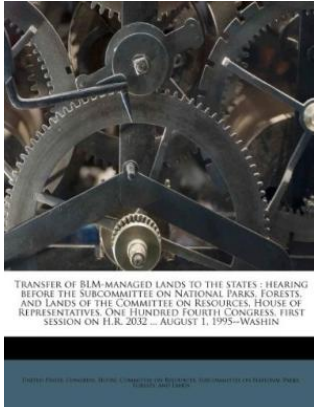 Transfer of BLM-managed lands to the states : hearing
before the Subcommittee on National Parks, Forests,
and Lands of the Committee on Resources, House of
Representatives, One Hundred Fourth Congress, first
session on H.R. 2032 ... August 1, 1995--Washin
United States. Congress. House. Committee on Resources. Subcommittee on National Parks,
Forests, and Lands